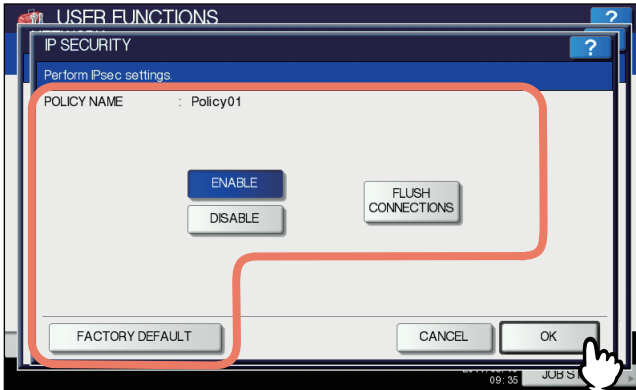 USER FUNCTIONS
?
IP SECURITY
?
Perform IPsec settings.
POLICY NAME : Policy01
ENABLE
FLUSH
CONNECTIONS
DISABLE
FACTORY DEFAULT
CANCEL
OK
09:35
JOB ST